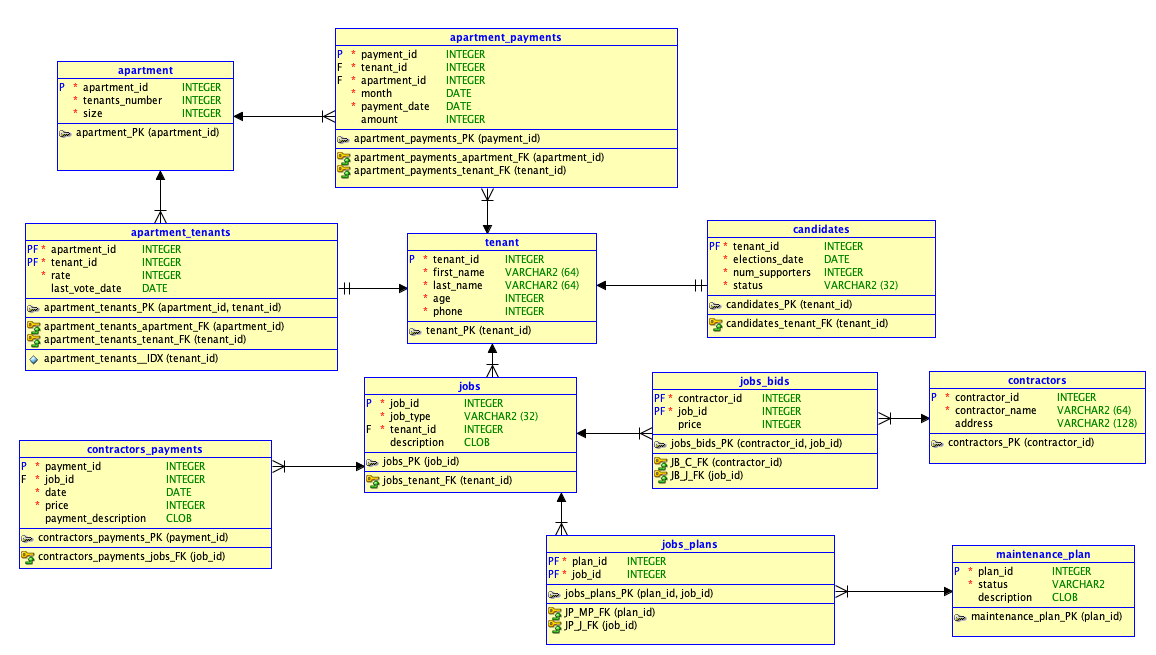 apartment_payments
P * payment_id INTEGER
F * tenant_id INTEGER
F * apartment_id INTEGER
* month DATE
* payment_date DATE
amount INTEGER
apartment_payments_PK (payment_id)
apartment_payments_apartment_FK (apartment_id)
apartment_payments_tenant_FK (tenant_id)
apartment
P * apartment_id INTEGER
* tenants_number INTEGER
* size INTEGER
apartment_PK (apartment_id)
apartment_tenants
PF * apartment_id INTEGER
PF * tenant_id INTEGER
* rate INTEGER
last_vote_date DATE
apartment_tenants_PK (apartment_id, tenant_id)
apartment_tenants_apartment_FK (apartment_id)
apartment_tenants_tenant_FK (tenant_id)
apartment_tenants__IDX (tenant_id)
tenant
P * tenant_id INTEGER
* first_name VARCHAR2 (64)
* last_name VARCHAR2 (64)
* age INTEGER
* phone INTEGER
tenant_PK (tenant_id)
candidates
PF * tenant_id INTEGER
* elections_date DATE
* num_supporters INTEGER
* status VARCHAR2 (32)
candidates_PK (tenant_id)
candidates_tenant_FK (tenant_id)
jobs
P * job_id INTEGER
* job_type VARCHAR2 (32)
F * tenant_id INTEGER
description CLOB
jobs_PK (job_id)
jobs_tenant_FK (tenant_id)
jobs_bids
PF * contractor_id INTEGER
PF * job_id INTEGER
price INTEGER
jobs_bids_PK (contractor_id, job_id)
JB_C_FK (contractor_id)
JB_J_FK (job_id)
contractors
P * contractor_id INTEGER
* contractor_name VARCHAR2 (64)
address VARCHAR2 (128)
contractors_PK (contractor_id)
contractors_payments
P * payment_id INTEGER
F * job_id INTEGER
* date DATE
* price INTEGER
payment_description CLOB
contractors_payments_PK (payment_id)
contractors_payments_jobs_FK (job_id)
jobs_plans
PF * plan_id INTEGER
PF * job_id INTEGER
jobs_plans_PK (plan_id, job_id)
JP_MP_FK (plan_id)
JP_J_FK (job_id)
maintenance_plan
P * plan_id INTEGER
* status VARCHAR2
description CLOB
maintenance_plan_PK (plan_id)